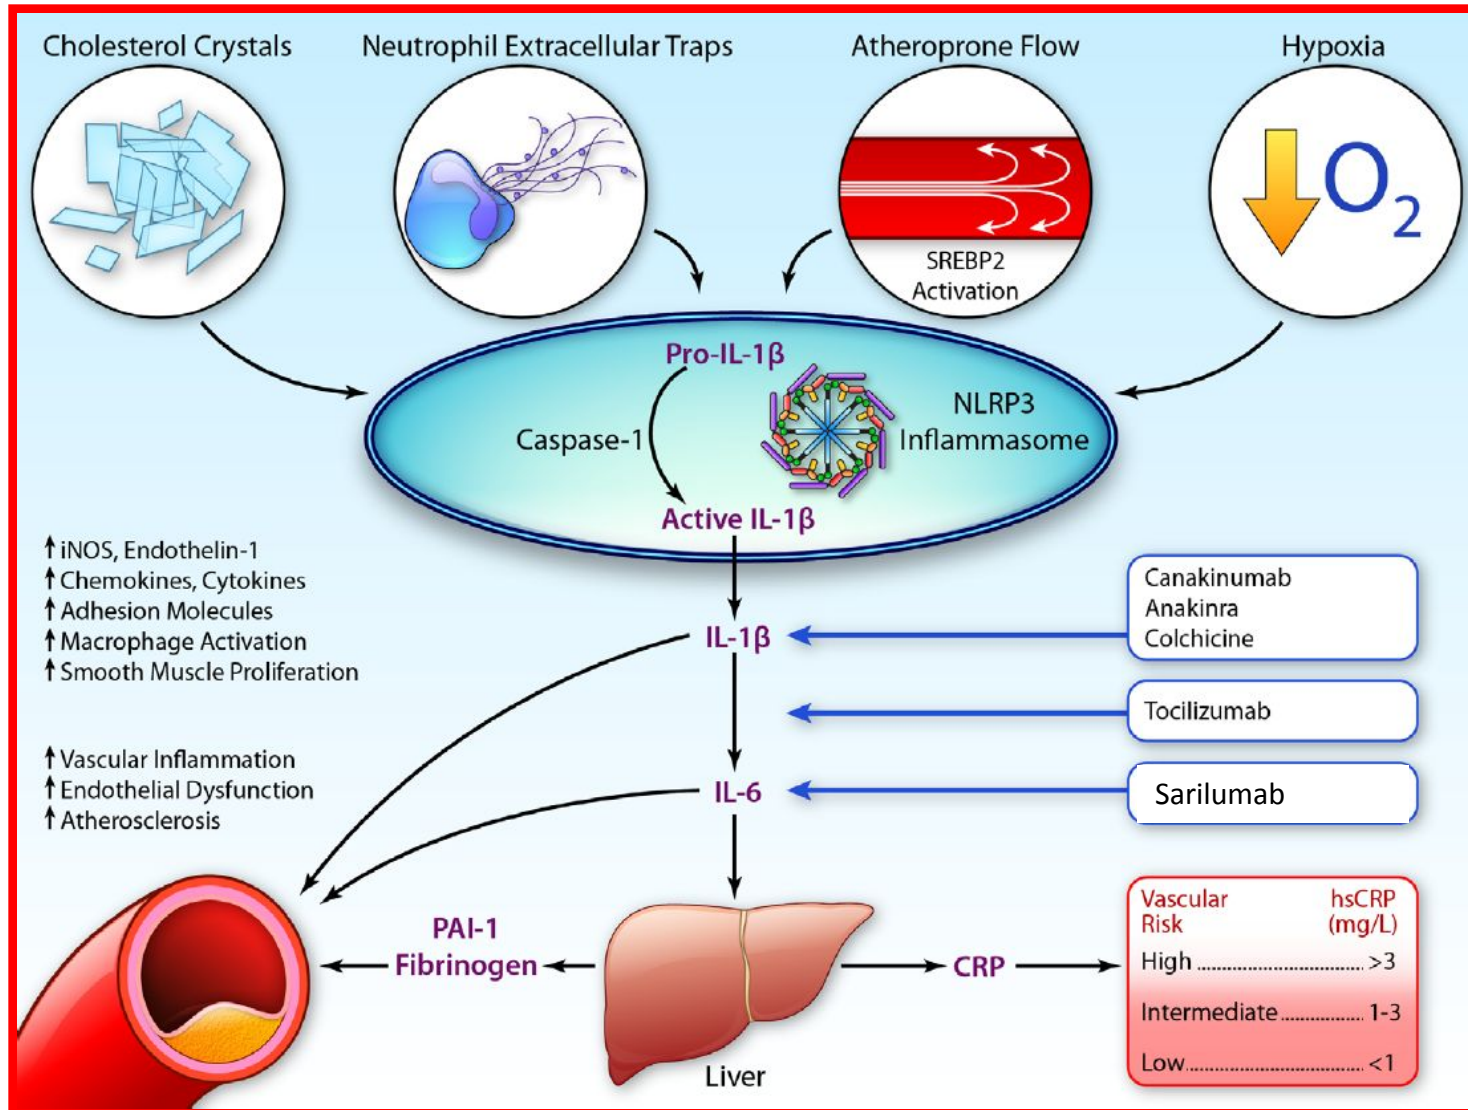 Cholesterol Crystals
Neutrophil Extracellular Traps
Atheroprone Flow
Hypoxia
SREBP2
Activation
O2
Pro-IL-1β
Caspase-1
NLRP3
Inflammasome
Active IL-1β
iNOS, Endothelin-1
Chemokines, Cytokines
Adhesion Molecules
Macrophage Activation
Smooth Muscle Proliferation
IL-1β
Canakinumab
Anakinra
Colchicine
Tocilizumab
Vascular Inflammation
Endothelial Dysfunction
Atherosclerosis
IL-6
Sarilumab
PAI-1
Fibrinogen
Liver
CRP
Vascular hsCRP
Risk (mg/L)
High ........................... >3
Intermediate ............. 1-3
Low ............................ <1